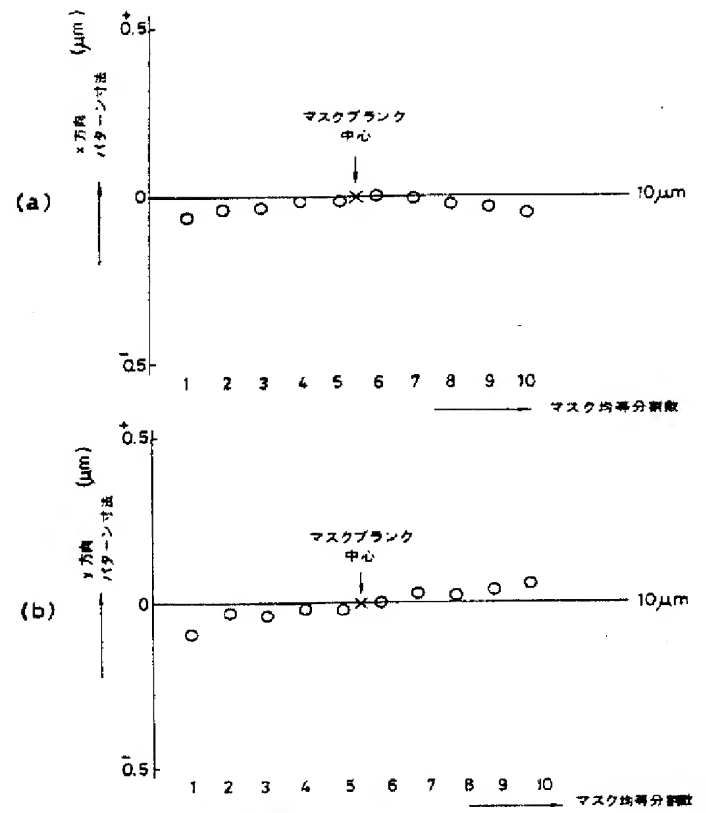 (a)
x方向
パターン寸法 (μm)
+
0.5
0
-
0.5
マスクブランク
中心
10μm
1 2 3 4 5 6 7 8 9 10
マスク均等分割数
(b)
y方向
パターン寸法 (μm)
+
0.5
0
-
0.5
マスクブランク
中心
10μm
1 2 3 4 5 6 7 8 9 10
マスク均等分割数